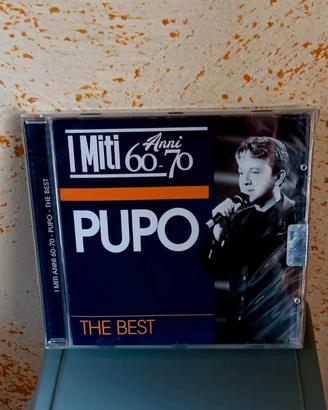 I MITI ANNI 60-70 - PUPO - THE BEST
I Miti Anni 60-70
PUPO
THE BEST